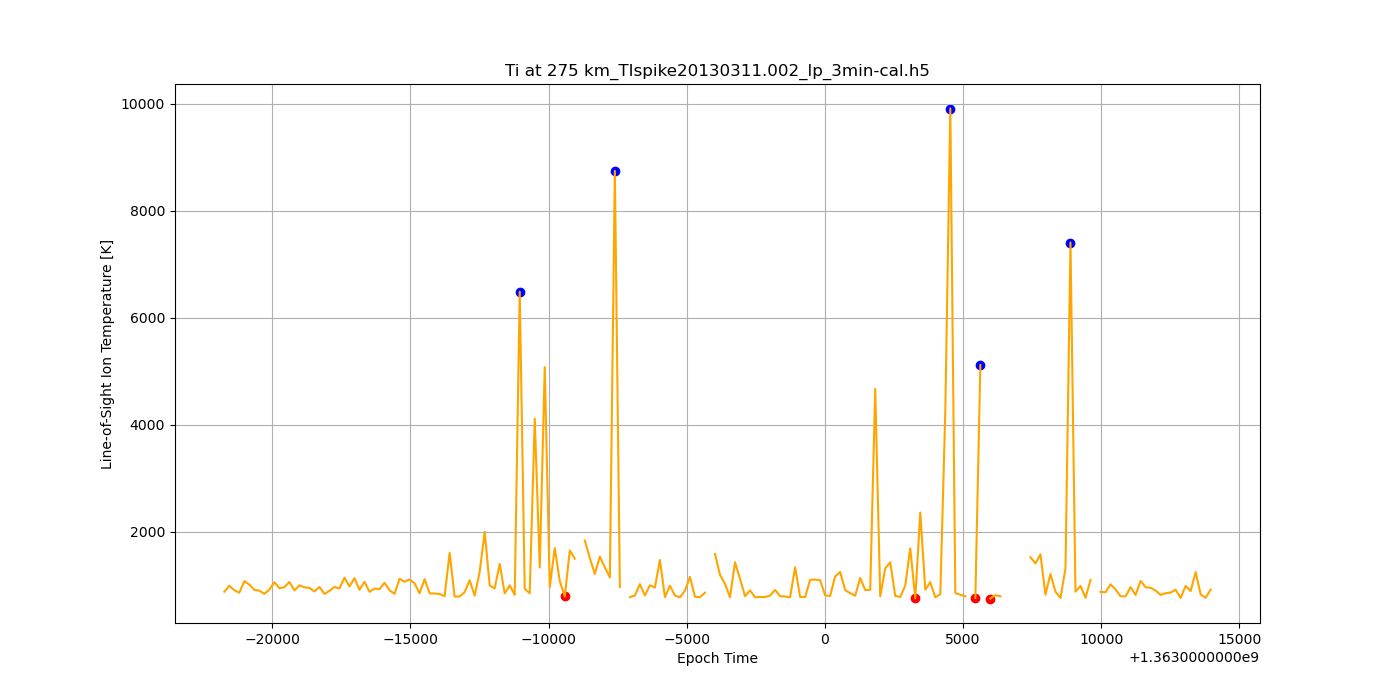 Ti at 275 km_TIspike20130311.002_lp_3min-cal.h5
10000
8000
6000
4000
2000
Line-of-Sight Ion Temperature [K]
−20000 −15000 −10000 −5000 0 5000 10000 15000
Epoch Time
+1.3630000000e9